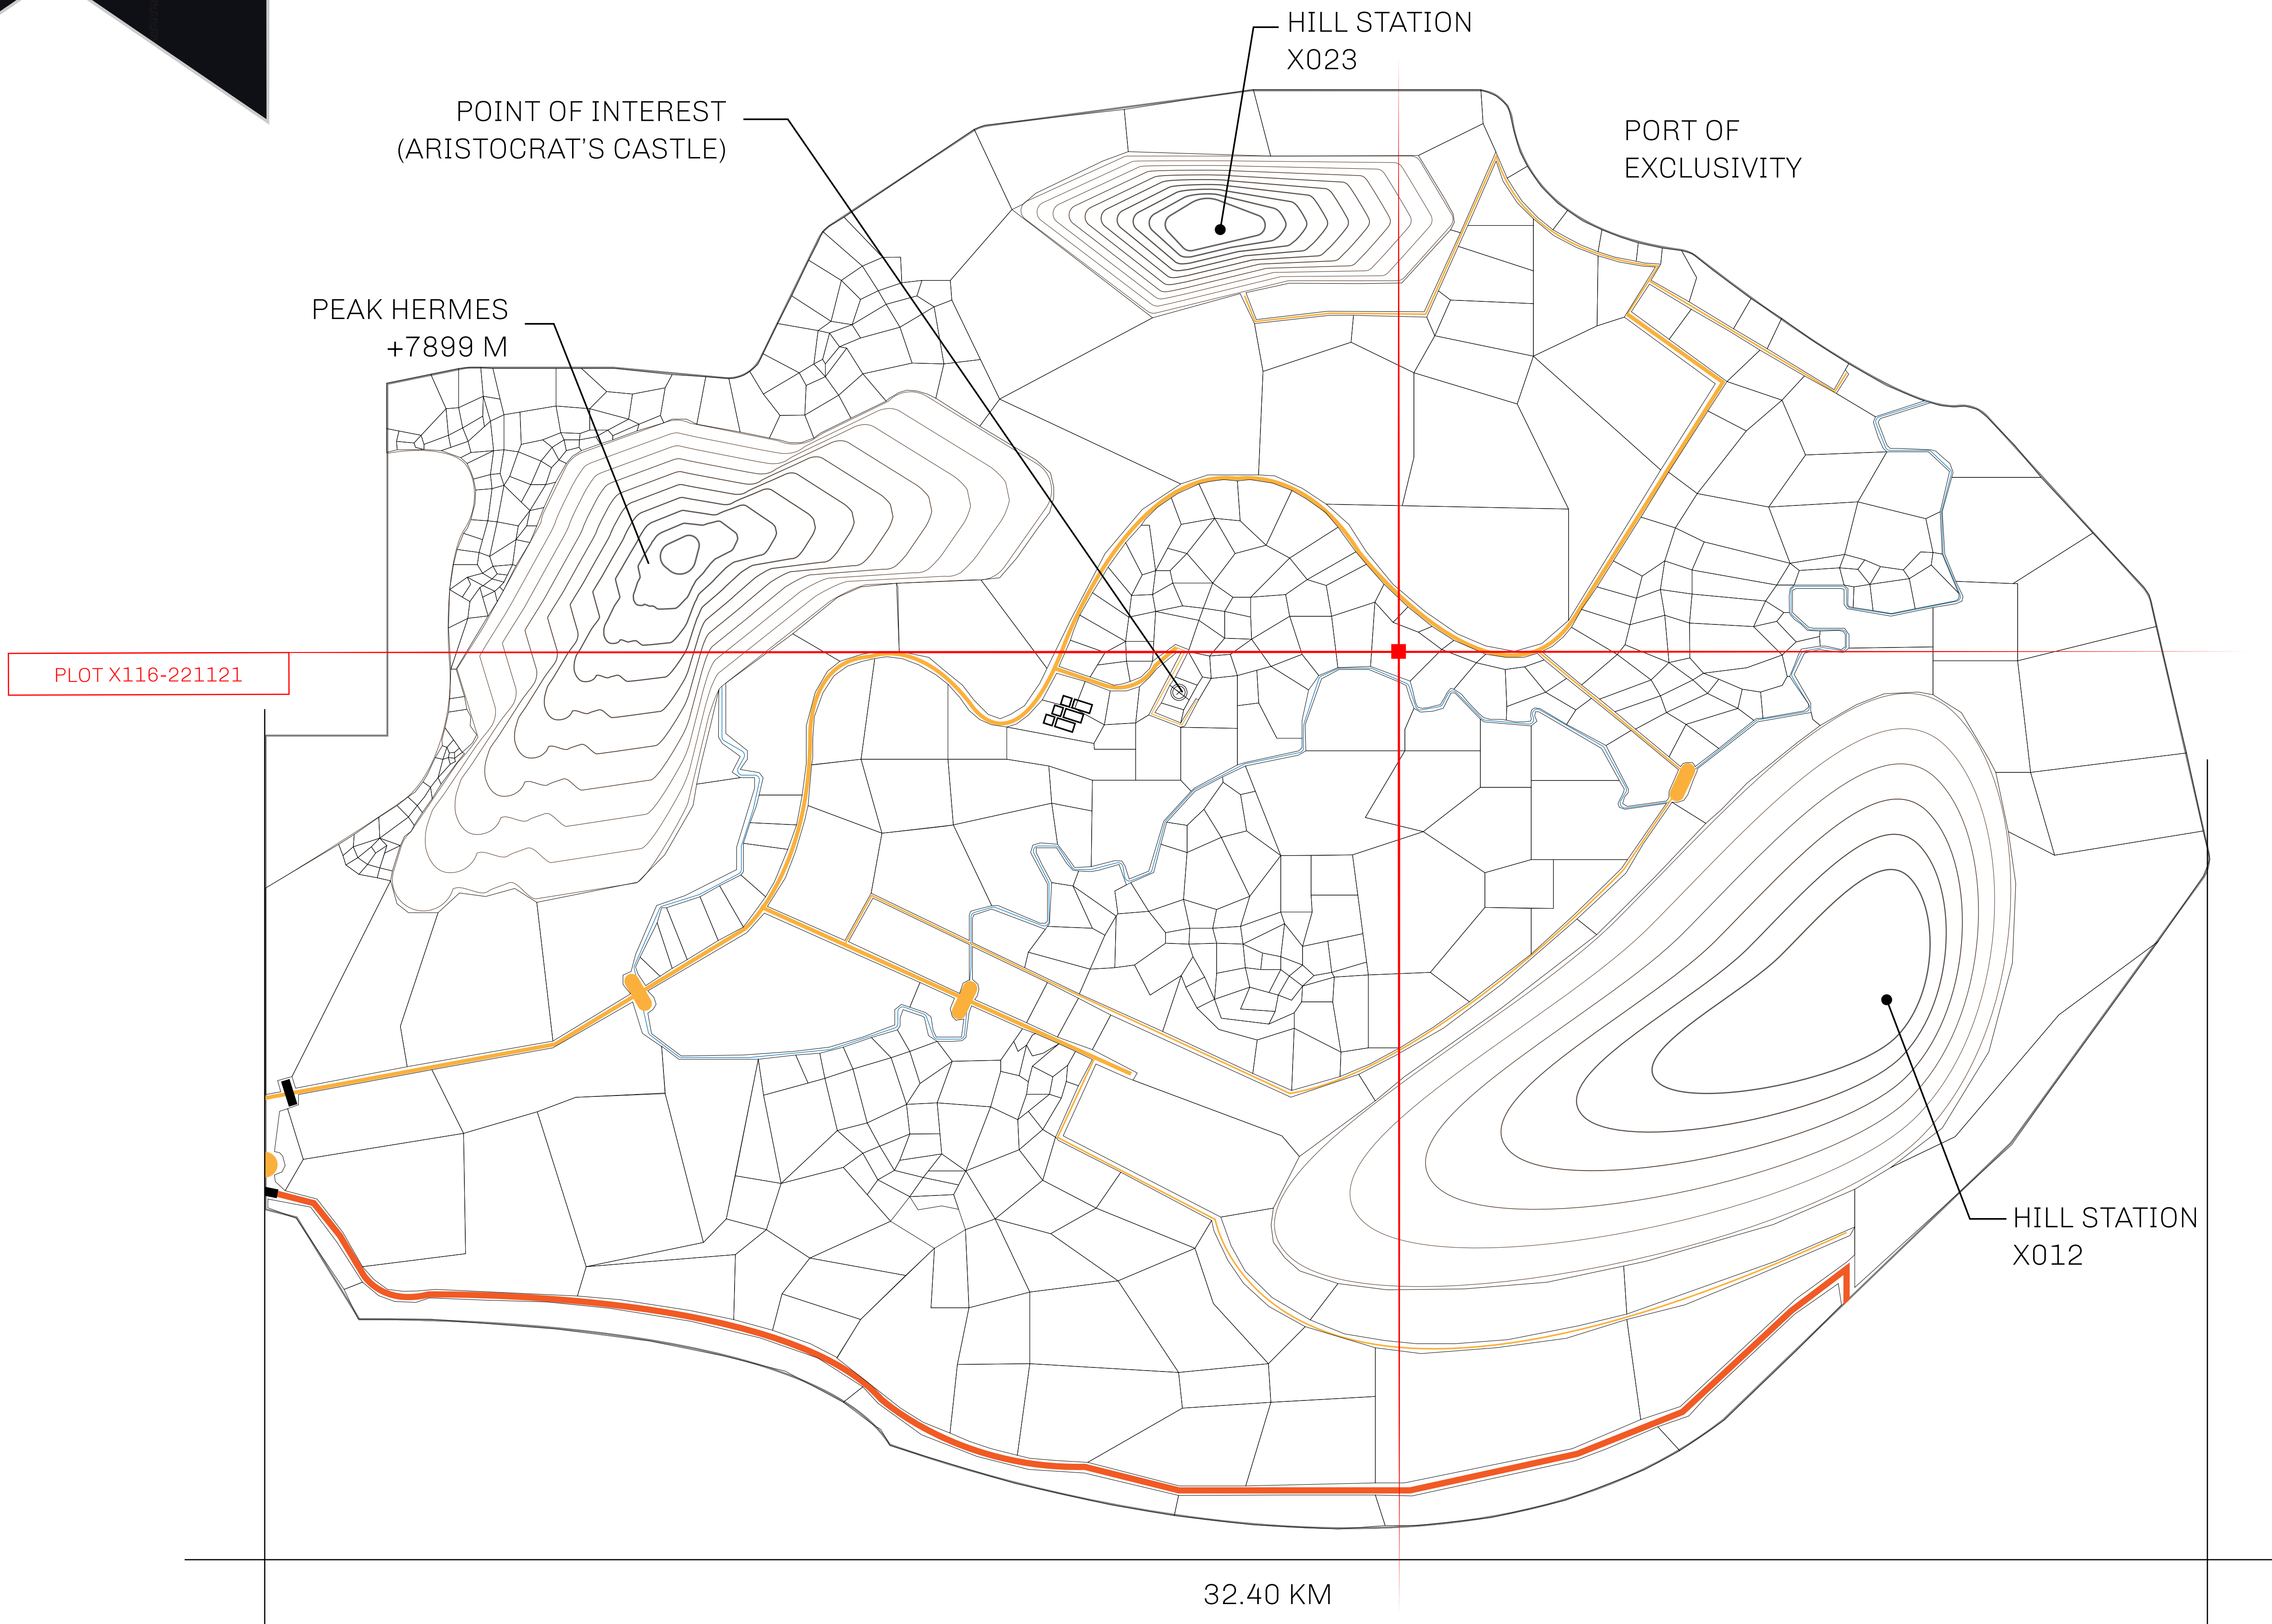 HILL STATION
X023
POINT OF INTEREST
(ARISTOCRAT'S CASTLE)
PORT OF
EXCLUSIVITY
PEAK HERMES
+7899 M
PLOT X116-221121
HILL STATION
X012
32.40 KM